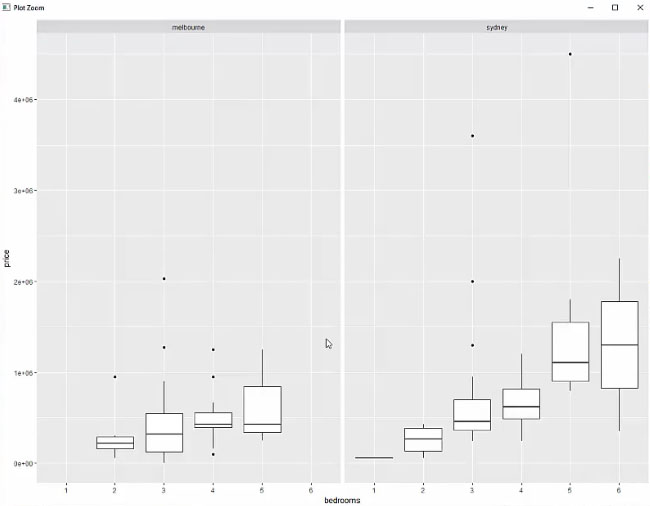 Plot Zoom
melbourne
sydney
4e+06
3e+06
2e+06
1e+06
0e+00
price
1 2 3 4 5 6
1 2 3 4 5 6
bedrooms